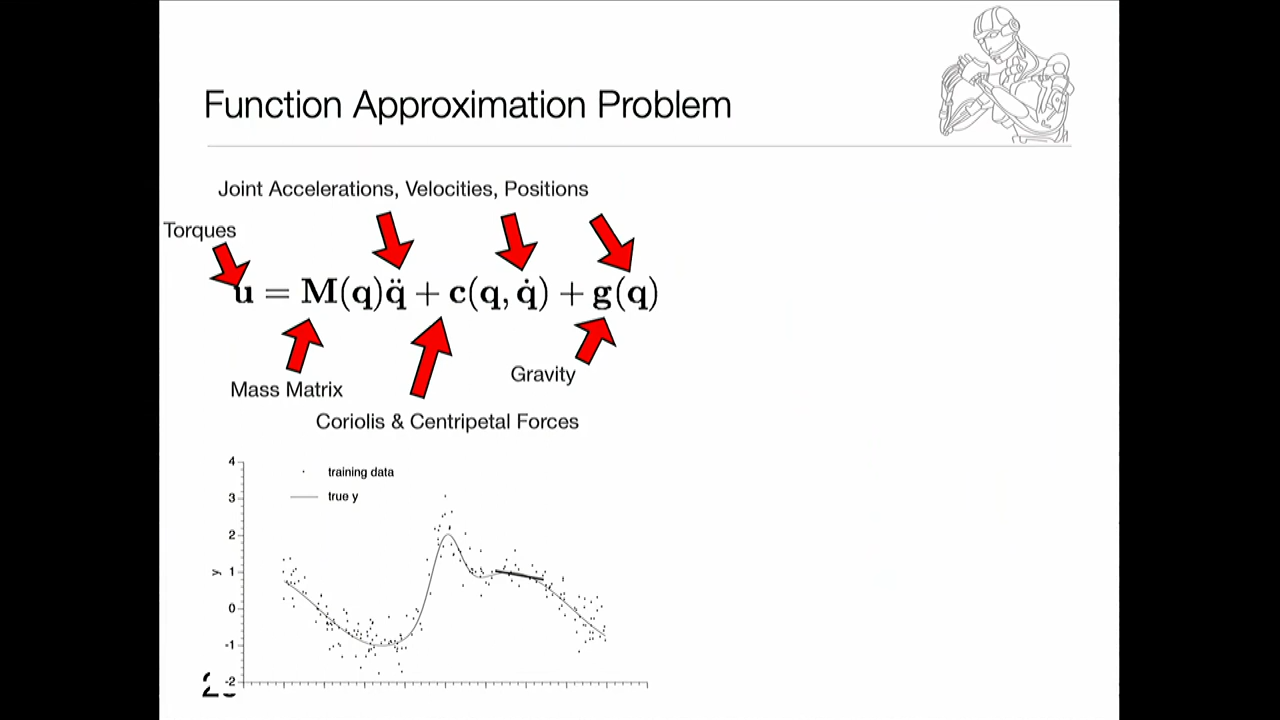 Function Approximation Problem
Joint Accelerations, Velocities, Positions
Torques
u = M(q)q̈ + c(q, q̇) + g(q)
Gravity
Mass Matrix
Coriolis & Centripetal Forces
4
training data
3
true y
2
y
1
0
-1
-2